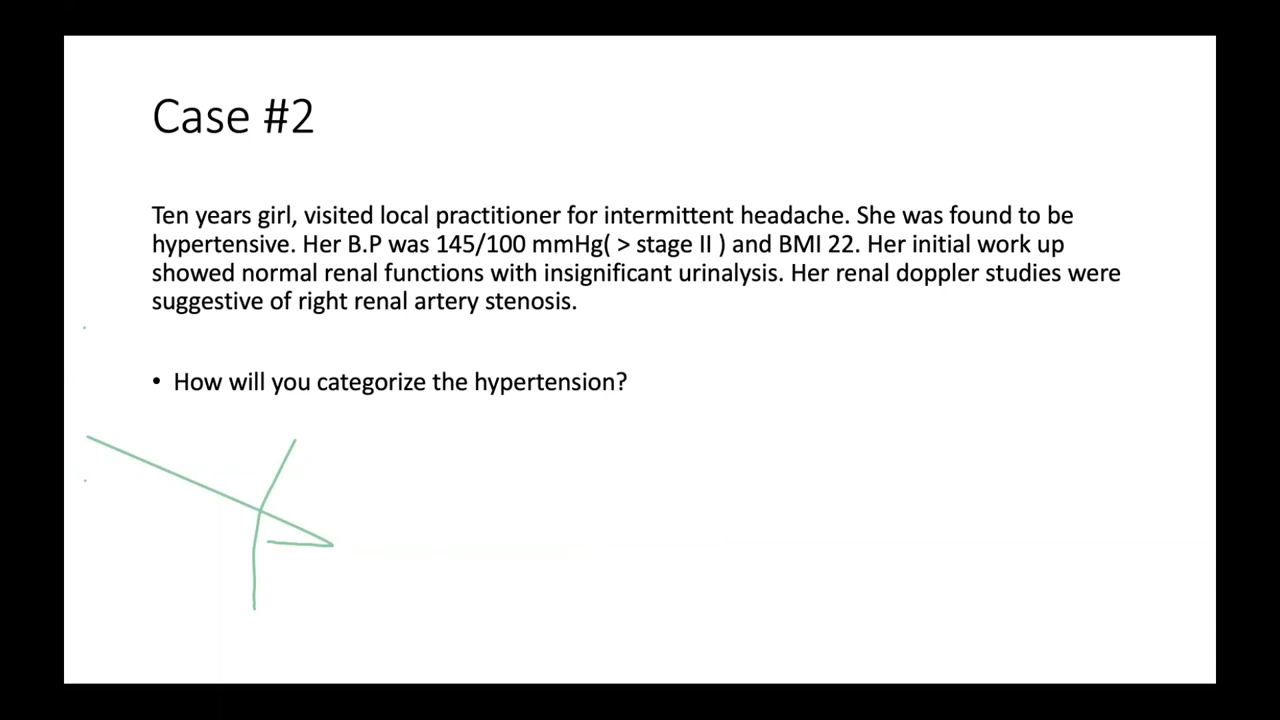 Case #2
Ten years girl, visited local practitioner for intermittent headache. She was found to be
hypertensive. Her B.P was 145/100 mmHg( > stage II ) and BMI 22. Her initial work up
showed normal renal functions with insignificant urinalysis. Her renal doppler studies were
suggestive of right renal artery stenosis.
• How will you categorize the hypertension?